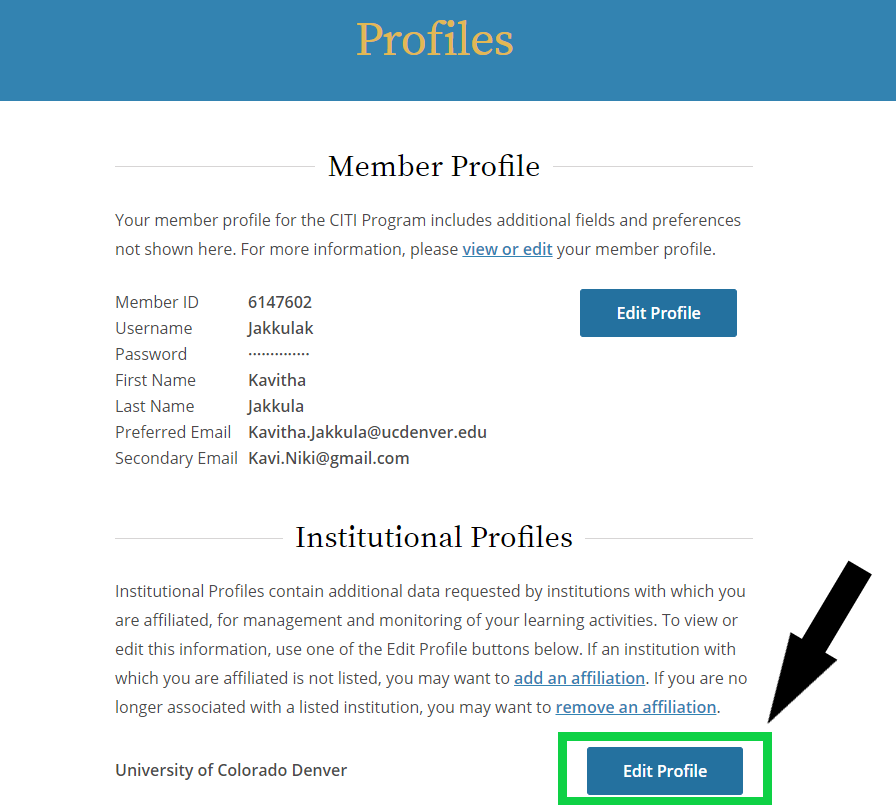 Profiles
Member Profile
Your member profile for the CITI Program includes additional fields and preferences
not shown here. For more information, please view or edit your member profile.
Member ID 6147602
Edit Profile
Username Jakkulak
Password ··············
First Name Kavitha
Last Name Jakkula
Preferred Email Kavitha.Jakkula@ucdenver.edu
Secondary Email Kavi.Niki@gmail.com
Institutional Profiles
Institutional Profiles contain additional data requested by institutions with which you
are affiliated, for management and monitoring of your learning activities. To view or
edit this information, use one of the Edit Profile buttons below. If an institution with
which you are affiliated is not listed, you may want to add an affiliation. If you are no
longer associated with a listed institution, you may want to remove an affiliation.
University of Colorado Denver
Edit Profile